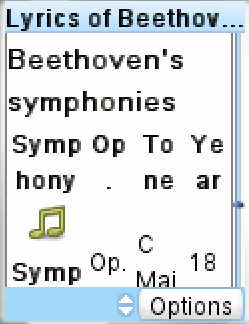 Lyrics of Beethov...
Beethoven's
symphonies
Symp Op To Ye
hony . ne ar
Symp Op. C 18
Maj
Options